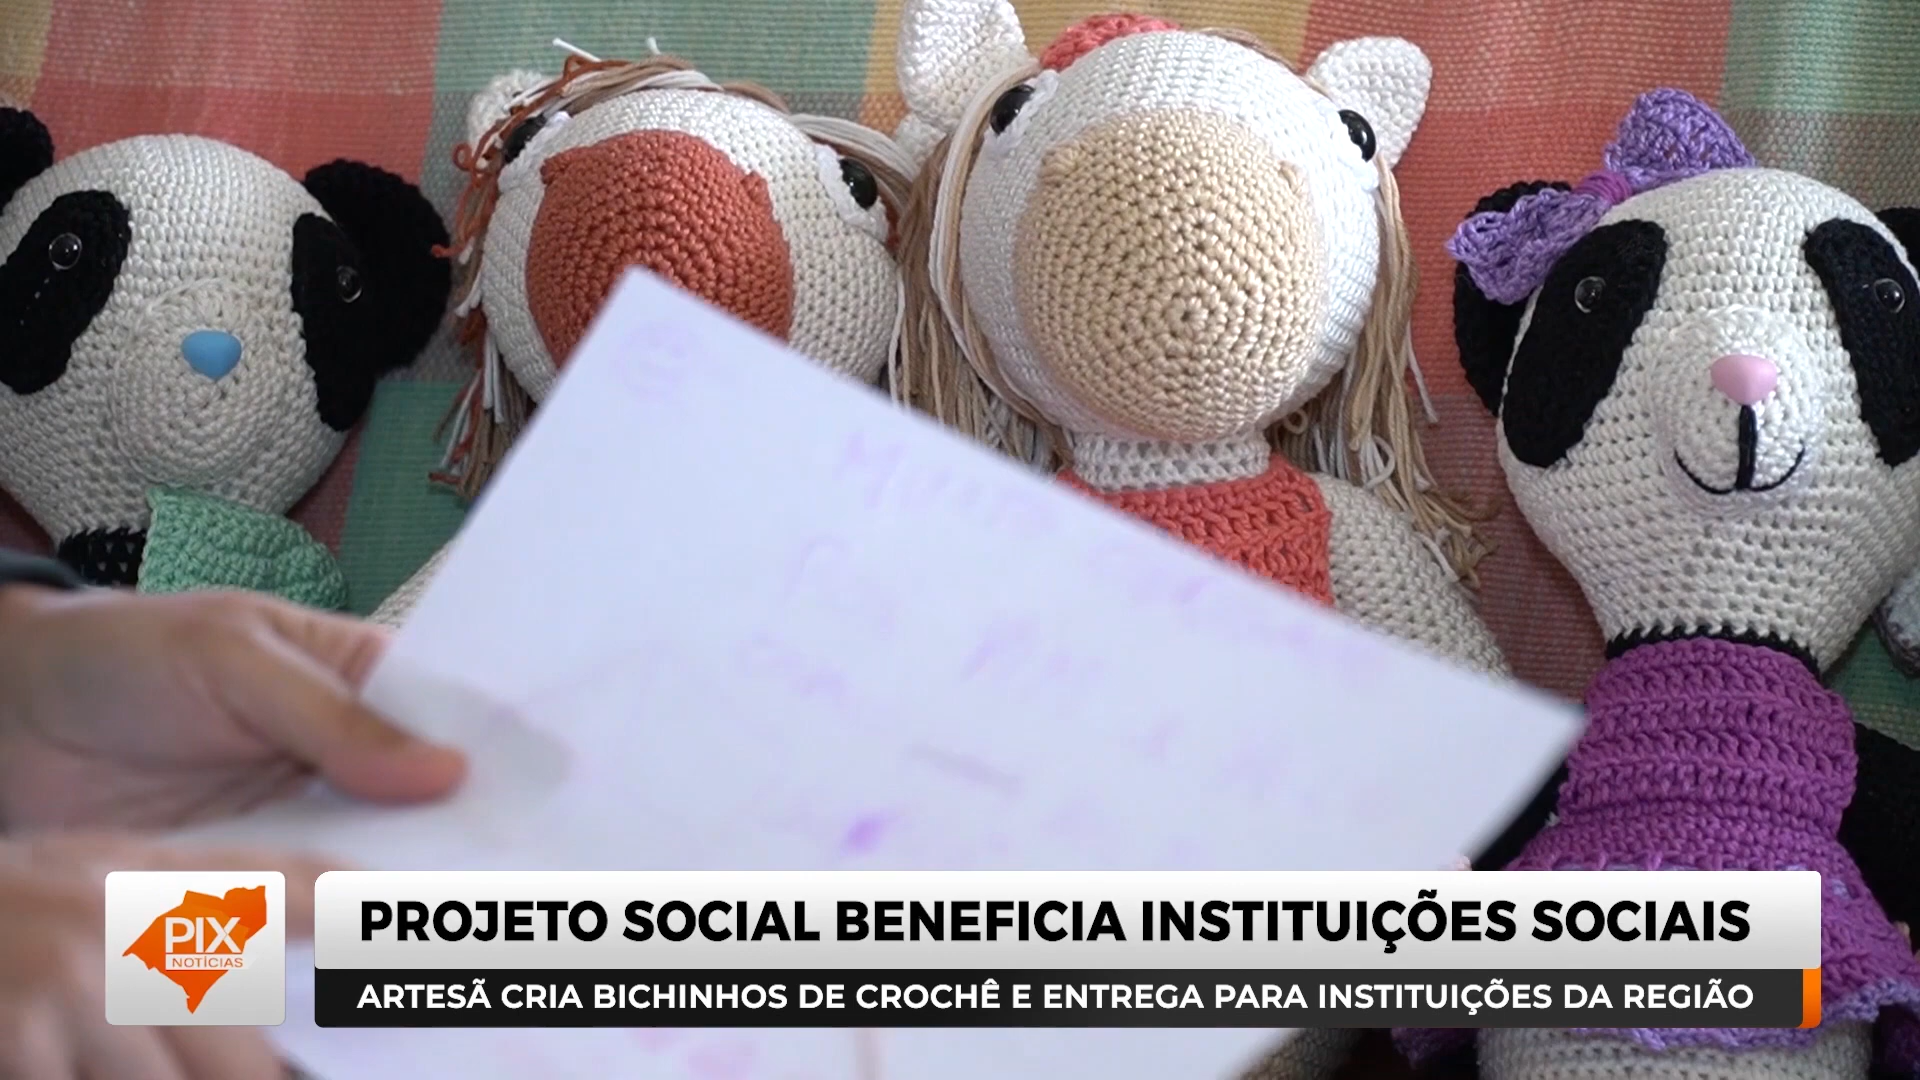 PROJETO SOCIAL BENEFICIA INSTITUIÇÕES SOCIAIS
PIX
NOTÍCIAS
ARTESÃ CRIA BICHINHOS DE CROCHÊ E ENTREGA PARA INSTITUIÇÕES DA REGIÃO